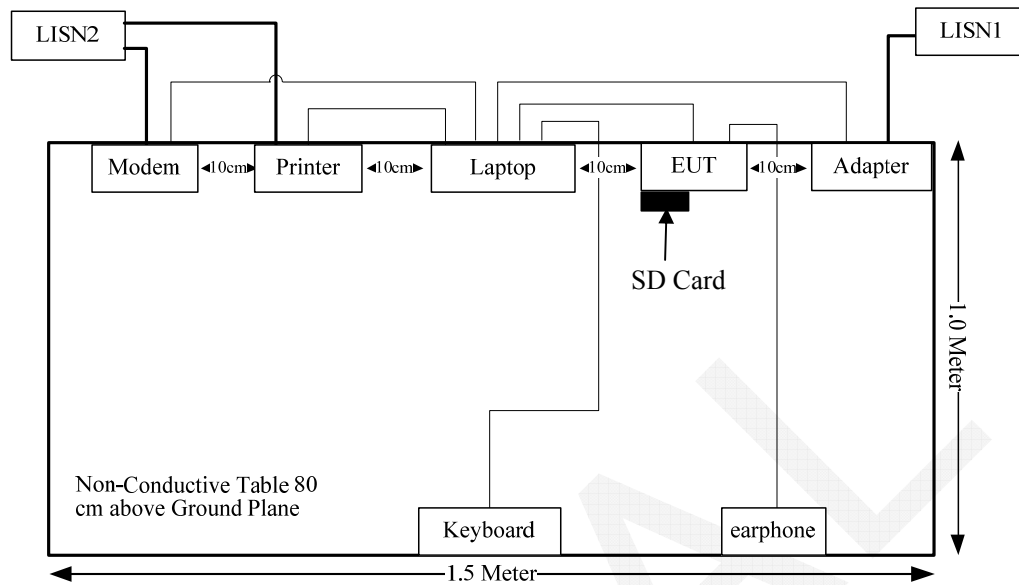 LISN2
LISN1
Modem
10cm
Printer
10cm
Laptop
10cm
EUT
10cm
Adapter
SD Card
1.0 Meter
Non-Conductive Table 80
cm above Ground Plane
Keyboard
earphone
1.5 Meter